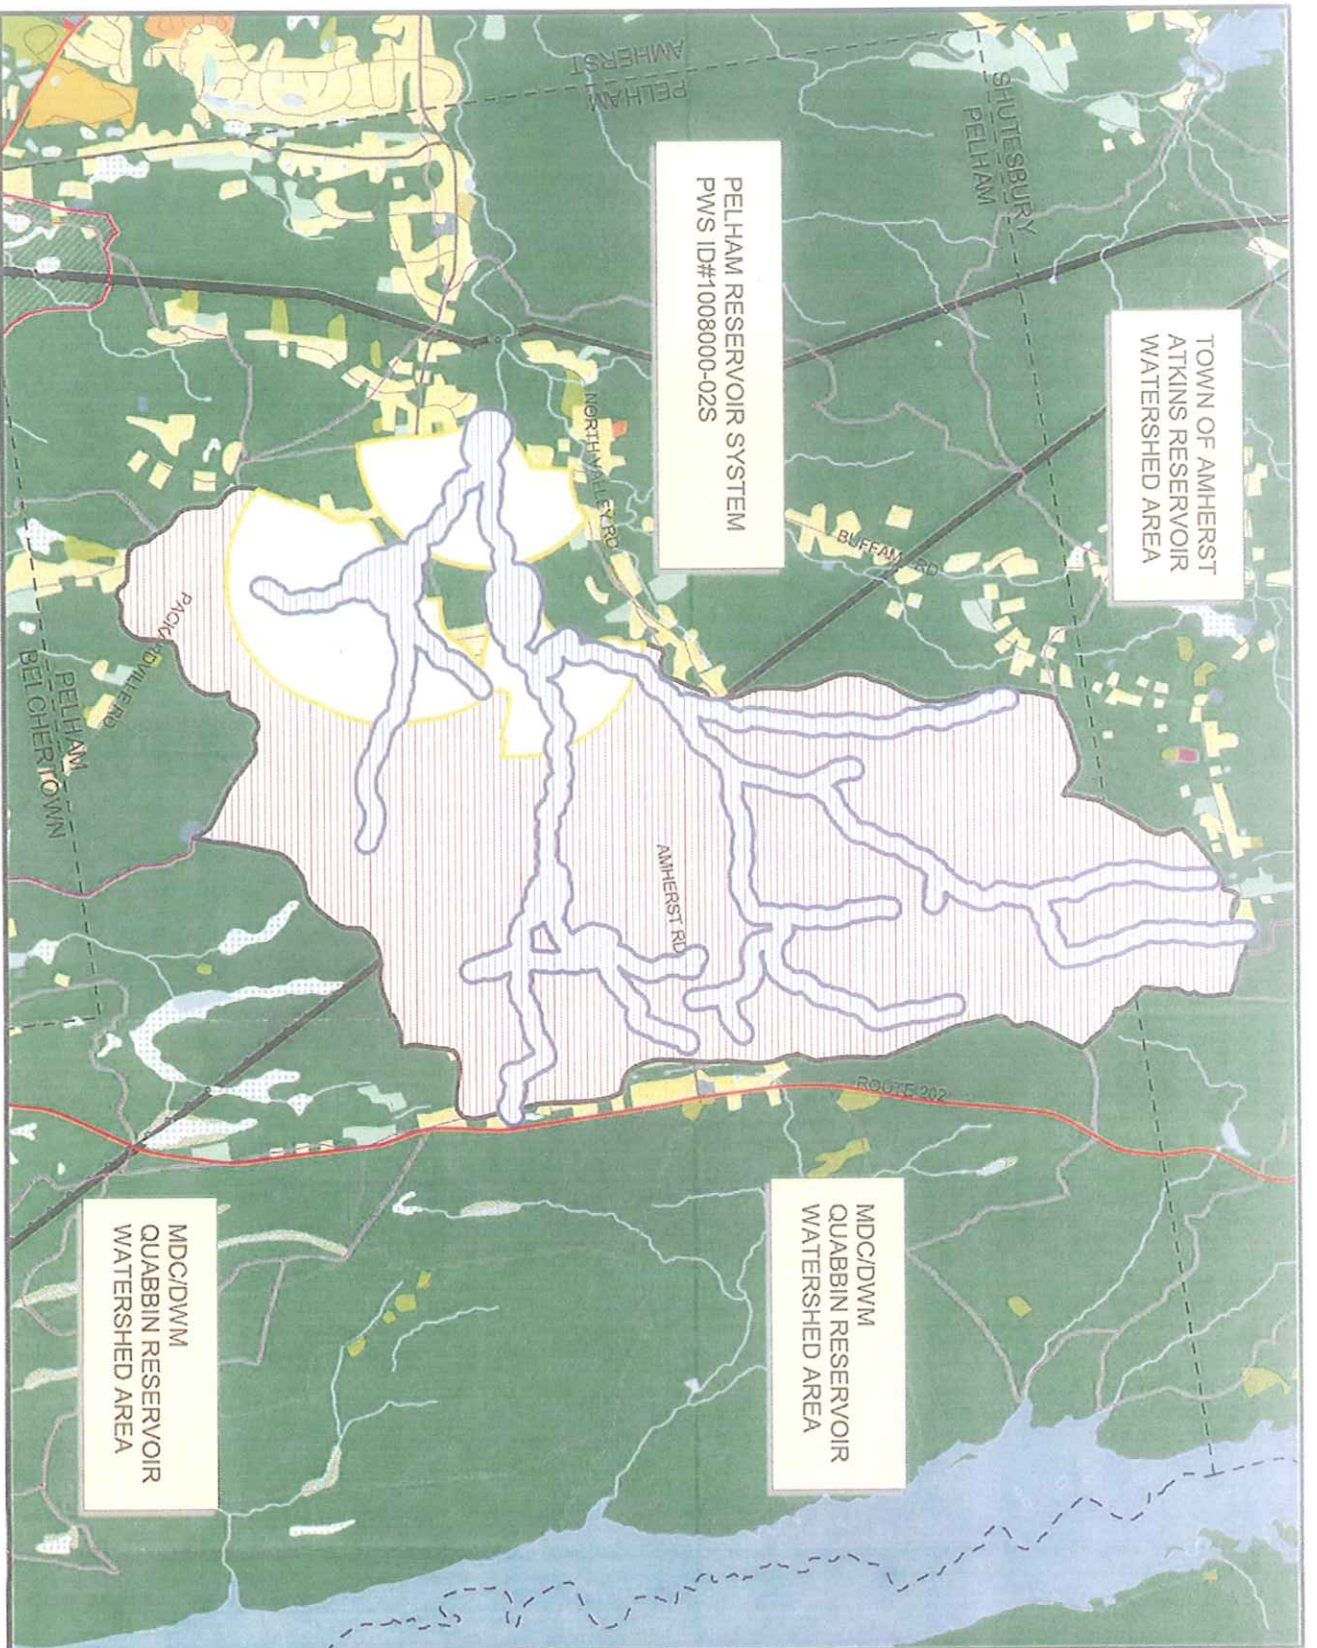 TOWN OF AMHERST
ATKINS RESERVOIR
WATERSHED AREA
SHUTESBURY
PELHAM
AMHERST
PELHAM
PELHAM RESERVOIR SYSTEM
PWS ID#1008000-02S
BUFFAM RD
NORTH VALLEY RD
AMHERST RD
PACKARDVILLE RD
PELHAM
BELCHERTOWN
ROUTE 202
MDC/DWM
QUABBIN RESERVOIR
WATERSHED AREA
MDC/DWM
QUABBIN RESERVOIR
WATERSHED AREA